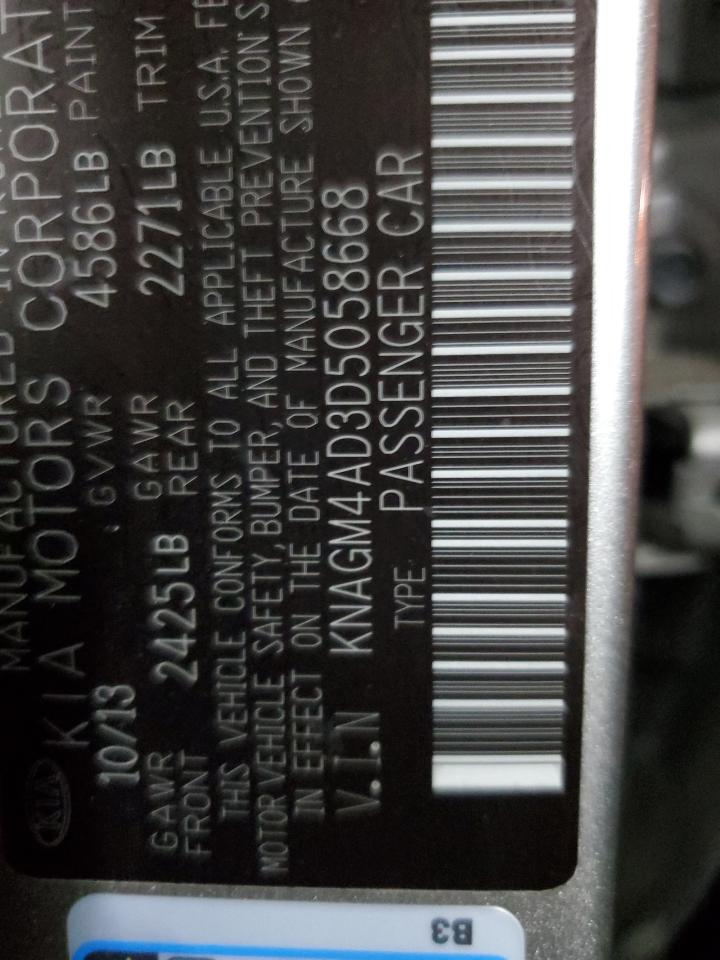 KIA
KIA MOTORS CORPORAT
10/13 GVWR 4586LB PAINT
GAWR FRONT 2425LB GAWR REAR 2271LB TRIM
THIS VEHICLE CONFORMS TO ALL APPLICABLE U.S.A. FE
MOTOR VEHICLE SAFETY, BUMPER, AND THEFT PREVENTION S
IN EFFECT ON THE DATE OF MANUFACTURE SHOWN
V.I.N KNAGM4AD3D5058668
TYPE PASSENGER CAR
B3